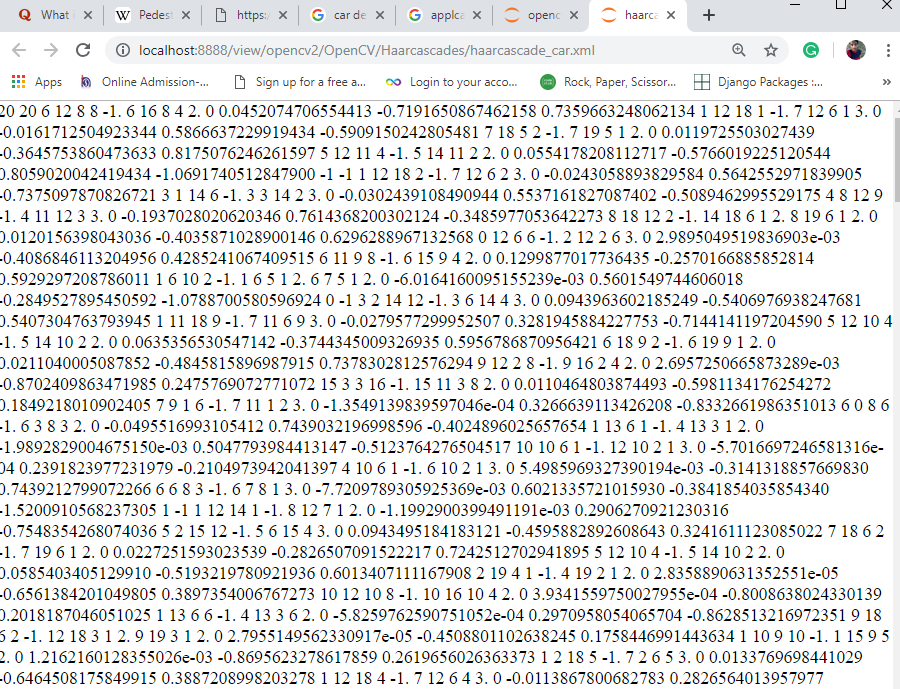 What i
Pedest
https:
car de
applca
openc
haarca
localhost:8888/view/opencv2/OpenCV/Haarcascades/haarcascade_car.xml
Apps
Online Admission-...
Sign up for a free a...
Login to your acco...
Rock, Paper, Scissor...
Django Packages :...
20 20 6 12 8 8 -1. 6 16 8 4 2. 0 0.0452074706554413 -0.7191650867462158 0.7359663248062134 1 12 18 1 -1. 7 12 6 1 3. 0
-0.0161712504923344 0.5866637229919434 -0.5909150242805481 7 18 5 2 -1. 7 19 5 1 2. 0 0.0119725503027439
-0.3645753860473633 0.8175076246261597 5 12 11 4 -1. 5 14 11 2 2. 0 0.0554178208112717 -0.5766019225120544
0.8059020042419434 -1.0691740512847900 -1 -1 1 12 18 2 -1. 7 12 6 2 3. 0 -0.0243058893829584 0.5642552971839905
-0.7375097870826721 3 1 14 6 -1. 3 3 14 2 3. 0 -0.0302439108490944 0.5537161827087402 -0.5089462995529175 4 8 12 9
-1. 4 11 12 3 3. 0 -0.1937028020620346 0.7614368200302124 -0.3485977053642273 8 18 12 2 -1. 14 18 6 1 2. 8 19 6 1 2. 0
0.0120156398043036 -0.4035871028900146 0.6296288967132568 0 12 6 6 -1. 2 12 2 6 3. 0 2.9895049519836903e-03
-0.4086846113204956 0.4285241067409515 6 11 9 8 -1. 6 15 9 4 2. 0 0.1299877017736435 -0.2570166885852814
0.5929297208786011 1 6 10 2 -1. 1 6 5 1 2. 6 7 5 1 2. 0 -6.0164160095155239e-03 0.5601549744606018
-0.2849527895450592 -1.0788700580596924 0 -1 3 2 14 12 -1. 3 6 14 4 3. 0 0.0943963602185249 -0.5406976938247681
0.5407304763793945 1 11 18 9 -1. 7 11 6 9 3. 0 -0.0279577299952507 0.3281945884227753 -0.7144141197204590 5 12 10 4
-1. 5 14 10 2 2. 0 0.0635356530547142 -0.3744345009326935 0.5956786870956421 6 18 9 2 -1. 6 19 9 1 2. 0
0.0211040005087852 -0.4845815896987915 0.7378302812576294 9 12 2 8 -1. 9 16 2 4 2. 0 2.6957250665873289e-03
-0.8702409863471985 0.2475769072771072 15 3 3 16 -1. 15 11 3 8 2. 0 0.0110464803874493 -0.5981134176254272
0.1849218010902405 7 9 1 6 -1. 7 11 1 2 3. 0 -1.3549139839597046e-04 0.3266639113426208 -0.8332661986351013 6 0 8 6
-1. 6 3 8 3 2. 0 -0.0495516993105412 0.7439032196998596 -0.4024896025657654 1 13 6 1 -1. 4 13 3 1 2. 0
-1.9892829004675150e-03 0.5047793984413147 -0.5123764276504517 10 10 6 1 -1. 12 10 2 1 3. 0 -5.7016697246581316e-
04 0.2391823977231979 -0.2104973942041397 4 10 6 1 -1. 6 10 2 1 3. 0 5.4985969327390194e-03 -0.3141318857669830
0.7439212799072266 6 6 8 3 -1. 6 7 8 1 3. 0 -7.7209789305925369e-03 0.6021335721015930 -0.3841854035854340
-1.5200910568237305 1 -1 1 12 14 1 -1. 8 12 7 1 2. 0 -1.1992900399491191e-03 0.2906270921230316
-0.7548354268074036 5 2 15 12 -1. 5 6 15 4 3. 0 0.0943495184183121 -0.4595882892608643 0.3241611123085022 7 18 6 2
-1. 7 19 6 1 2. 0 0.0227251593023539 -0.2826507091522217 0.7242512702941895 5 12 10 4 -1. 5 14 10 2 2. 0
0.0585403405129910 -0.5193219780921936 0.6013407111167908 2 19 4 1 -1. 4 19 2 1 2. 0 2.8358890631352551e-05
-0.6561384201049805 0.3897354006767273 10 12 10 8 -1. 10 16 10 4 2. 0 3.9341559750027955e-04 -0.8008638024330139
0.2018187046051025 1 13 6 6 -1. 4 13 3 6 2. 0 -5.8259762590751052e-04 0.2970958054065704 -0.8628513216972351 9 18
6 2 -1. 12 18 3 1 2. 9 19 3 1 2. 0 2.7955149562330917e-05 -0.4508801102638245 0.1758446991443634 1 10 9 10 -1. 1 15 9 5
2. 0 1.2162160128355026e-03 -0.8695623278617859 0.2619656026363373 1 2 18 5 -1. 7 2 6 5 3. 0 0.0133769698441029
-0.6464508175849915 0.3887208998203278 1 12 18 4 -1. 7 12 6 4 3. 0 -0.0113867800682783 0.2826564013957977